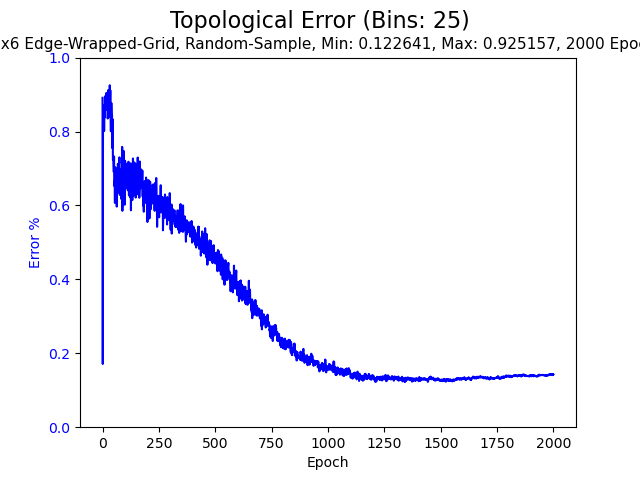 Topological Error (Bins: 25)
x6 Edge-Wrapped-Grid, Random-Sample, Min: 0.122641, Max: 0.925157, 2000 Epo
1.0
0.8
0.6
0.4
0.2
0.0
Error %
0 250 500 750 1000 1250 1500 1750 2000
Epoch